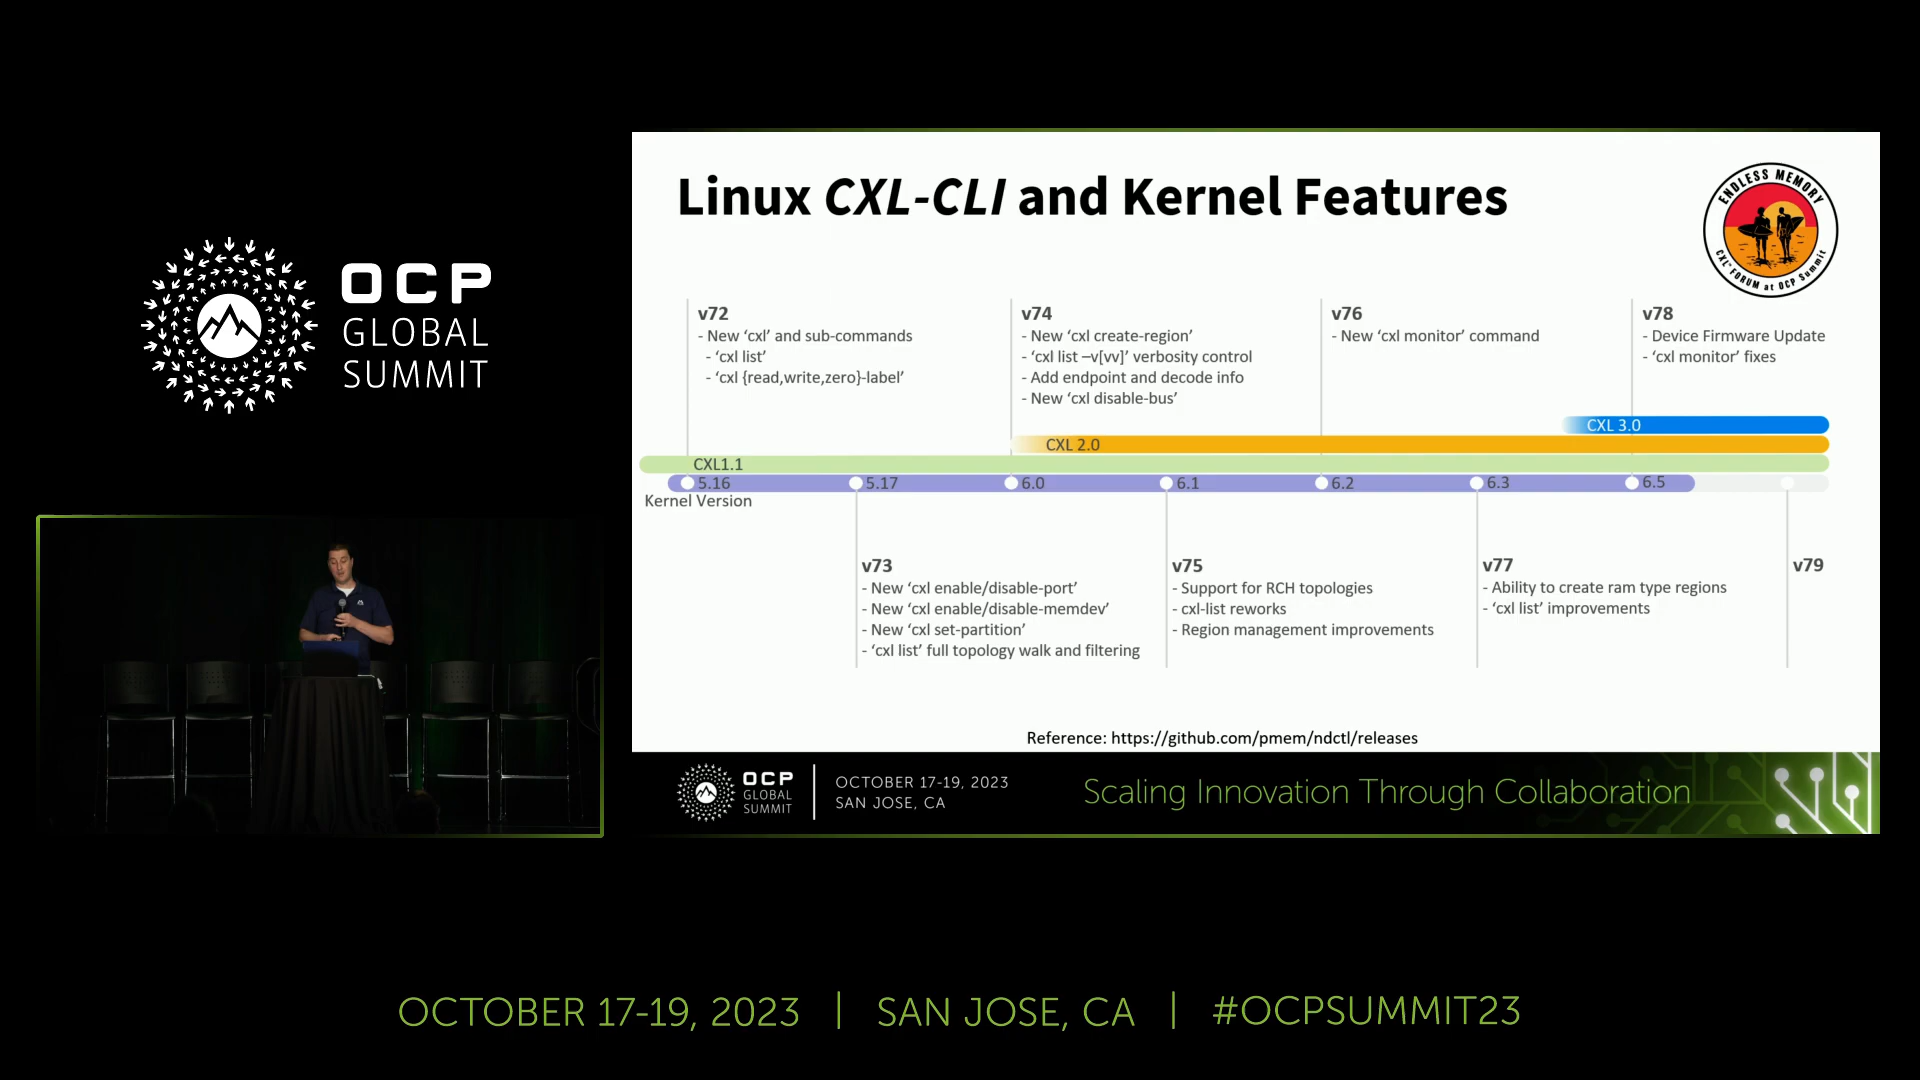 OCP
GLOBAL
SUMMIT
Linux CXL-CLI and Kernel Features
ENDLESS MEMORY
CXL™ FORUM at OCP Summit
v72
- New ‘cxl’ and sub-commands
- ‘cxl list’
- ‘cxl {read,write,zero}-label’
v74
- New ‘cxl create-region’
- ‘cxl list –v[vv]’ verbosity control
- Add endpoint and decode info
- New ‘cxl disable-bus’
v76
- New ‘cxl monitor’ command
v78
- Device Firmware Update
- ‘cxl monitor’ fixes
CXL 3.0
CXL 2.0
CXL1.1
5.16 5.17 6.0 6.1 6.2 6.3 6.5
Kernel Version
v73
- New ‘cxl enable/disable-port’
- New ‘cxl enable/disable-memdev’
- New ‘cxl set-partition’
- ‘cxl list’ full topology walk and filtering
v75
- Support for RCH topologies
- cxl-list reworks
- Region management improvements
v77
- Ability to create ram type regions
- ‘cxl list’ improvements
v79
Reference: https://github.com/pmem/ndctl/releases
OCP
GLOBAL
SUMMIT
OCTOBER 17-19, 2023
SAN JOSE, CA
Scaling Innovation Through Collaboration
OCTOBER 17-19, 2023 | SAN JOSE, CA | #OCPSUMMIT23